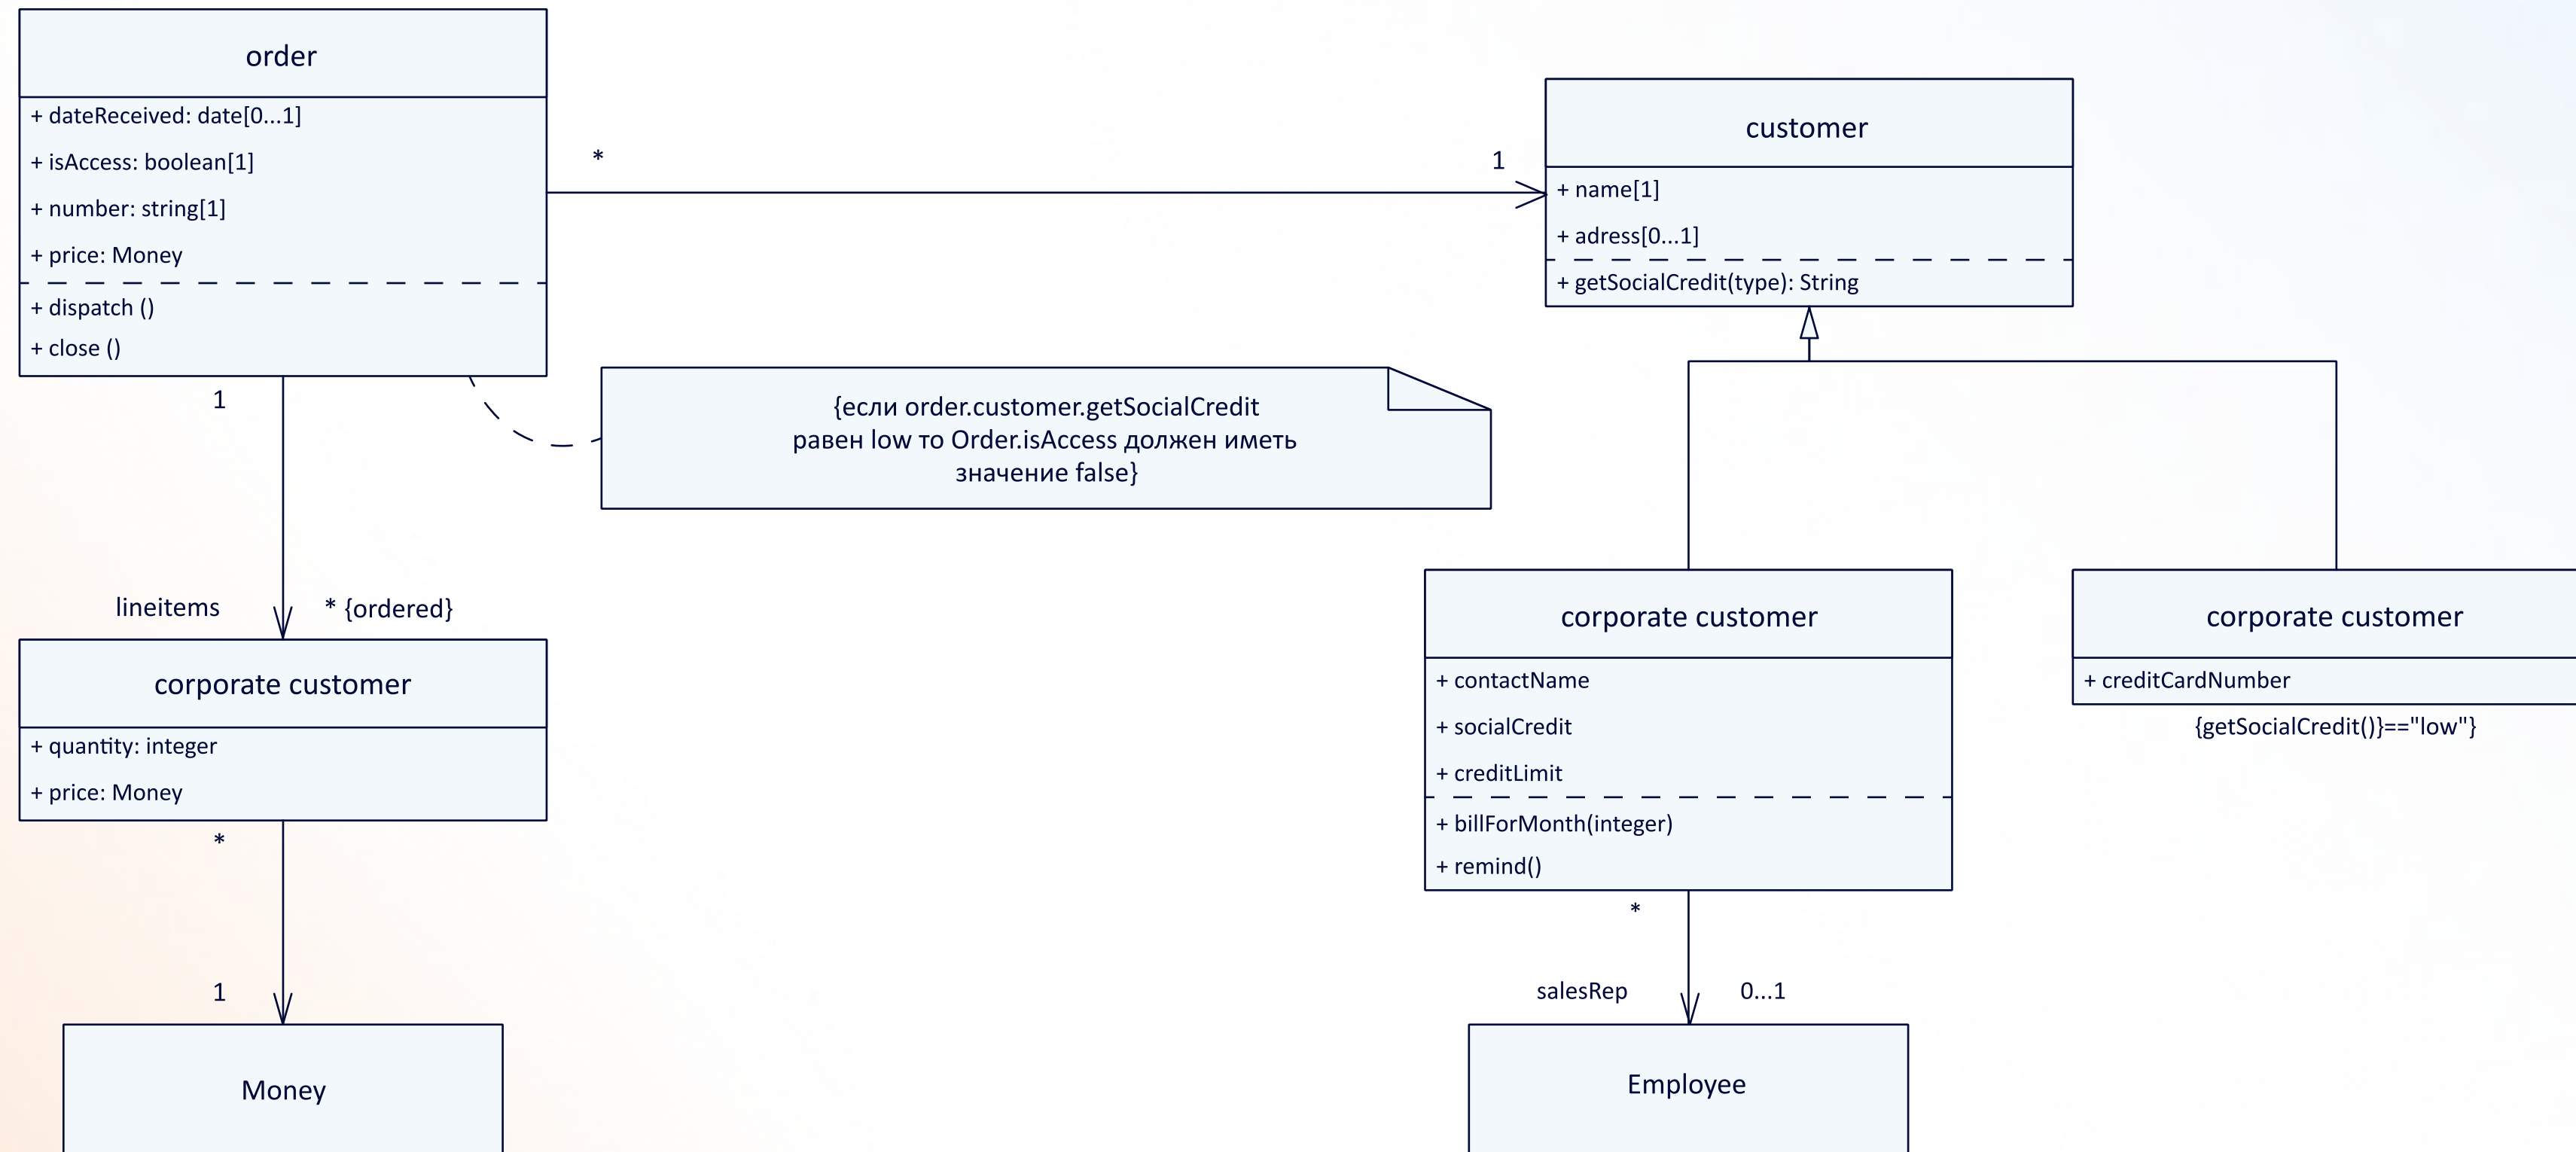 order
+ dateReceived: date[0...1]
+ isAccess: boolean[1]
+ number: string[1]
+ price: Money
+ dispatch ()
+ close ()
*
1
customer
+ name[1]
+ adress[0...1]
+ getSocialCredit(type): String
{если order.customer.getSocialCredit
равен low то Order.isAccess должен иметь
значение false}
1
lineitems
* {ordered}
corporate customer
+ quantity: integer
+ price: Money
*
1
Money
corporate customer
+ contactName
+ socialCredit
+ creditLimit
+ billForMonth(integer)
+ remind()
*
salesRep
0...1
Employee
corporate customer
+ creditCardNumber
{getSocialCredit()}=="low"}